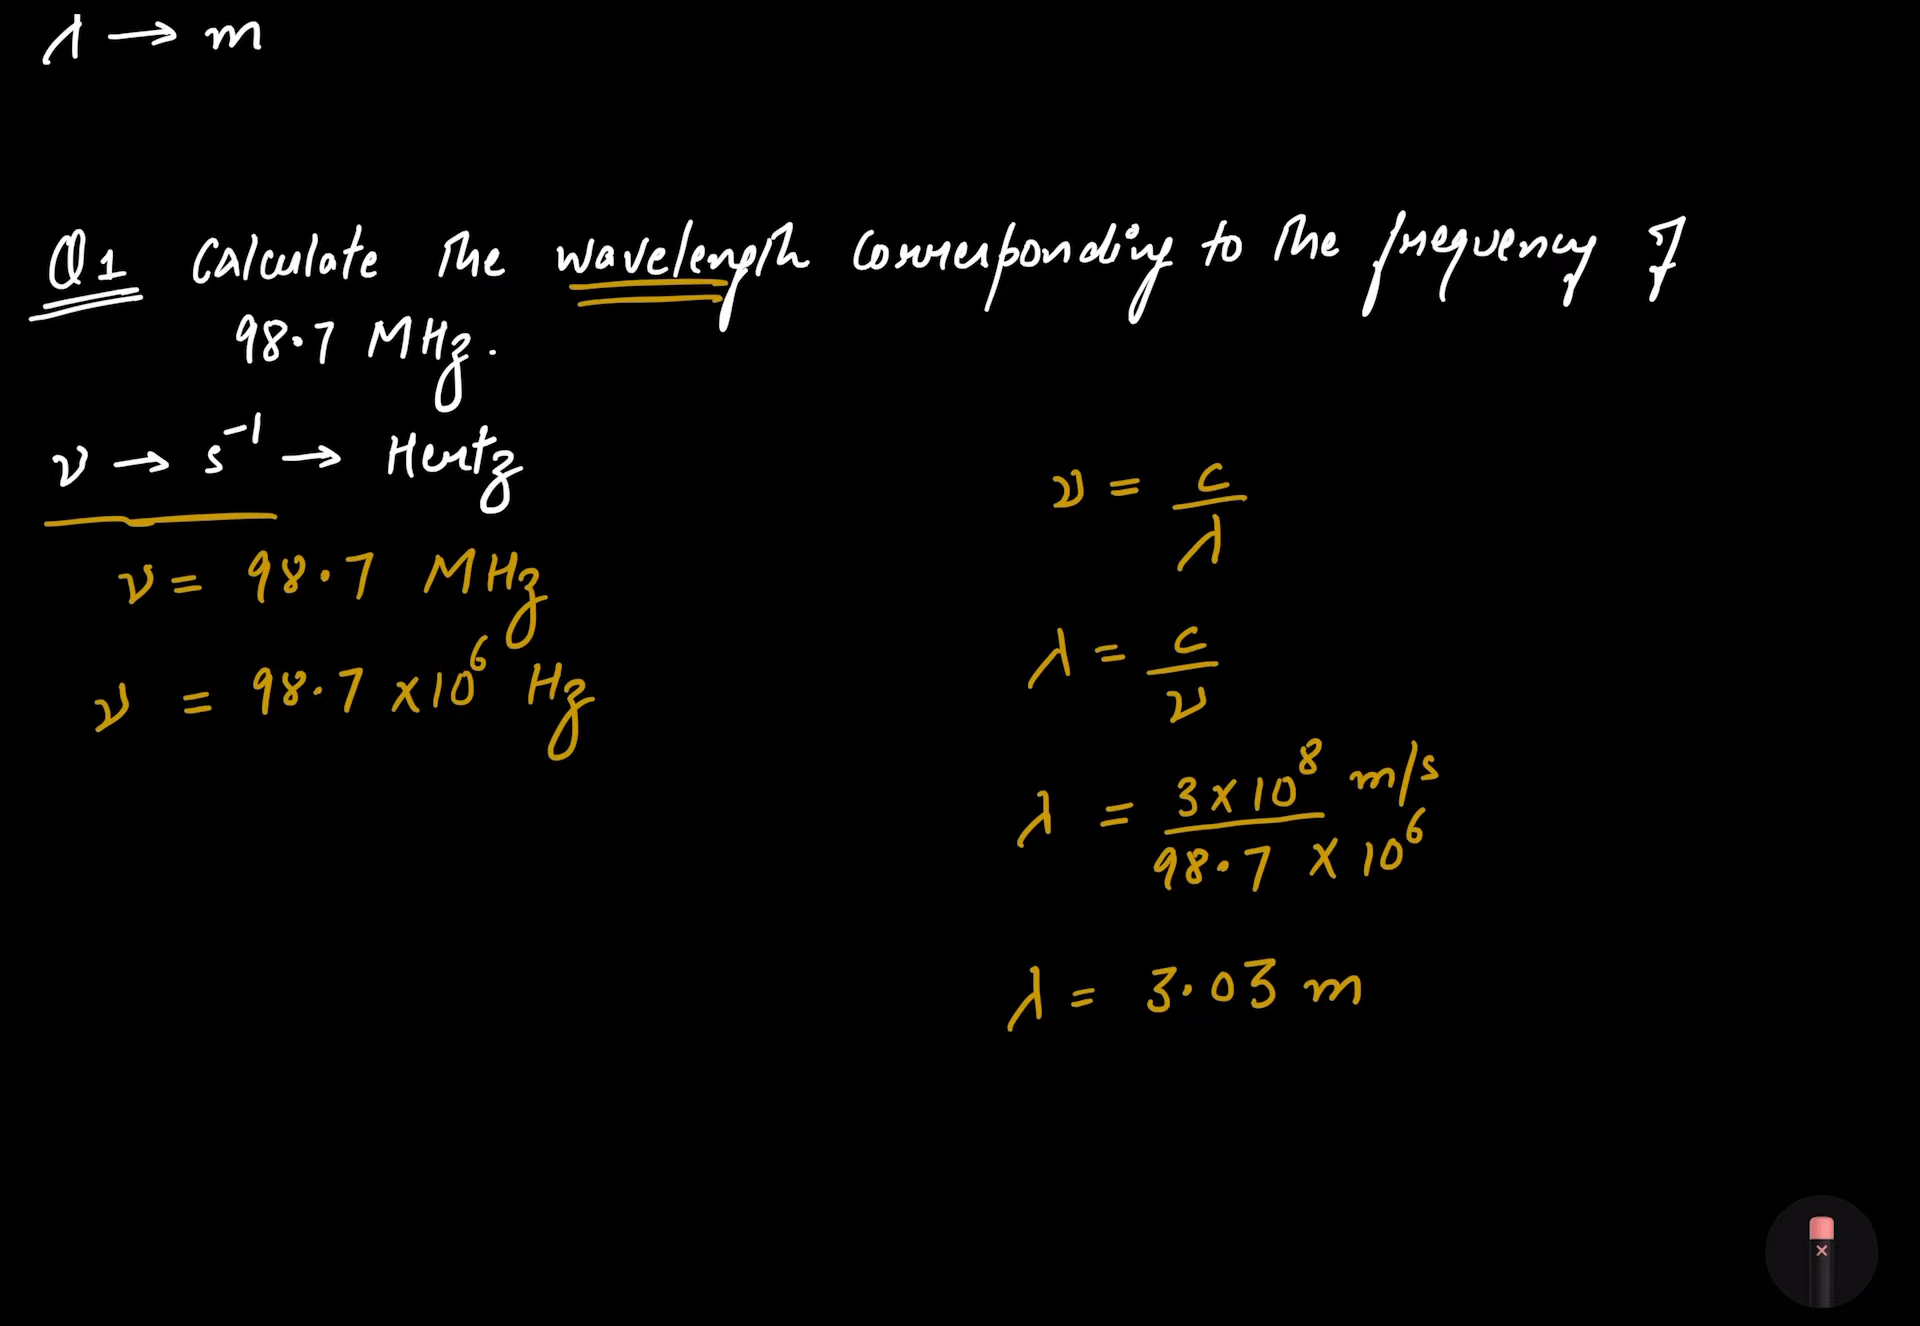 λ → m
Q1 Calculate the wavelength corresponding to the frequency of
98.7 MHz.
ν → s⁻¹ → Hertz
ν = 98.7 MHz
ν = 98.7 × 10⁶ Hz
ν = c/λ
λ = c/ν
λ = 3 × 10⁸ m/s / 98.7 × 10⁶
λ = 3.03 m